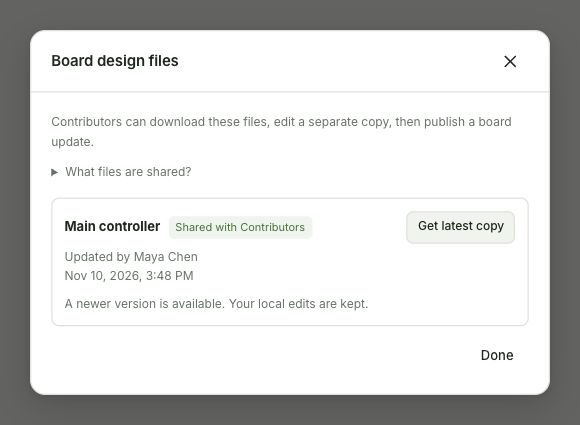 Board design files
Contributors can download these files, edit a separate copy, then publish a board
update.
What files are shared?
Main controller Shared with Contributors Get latest copy
Updated by Maya Chen
Nov 10, 2026, 3:48 PM
A newer version is available. Your local edits are kept.
Done